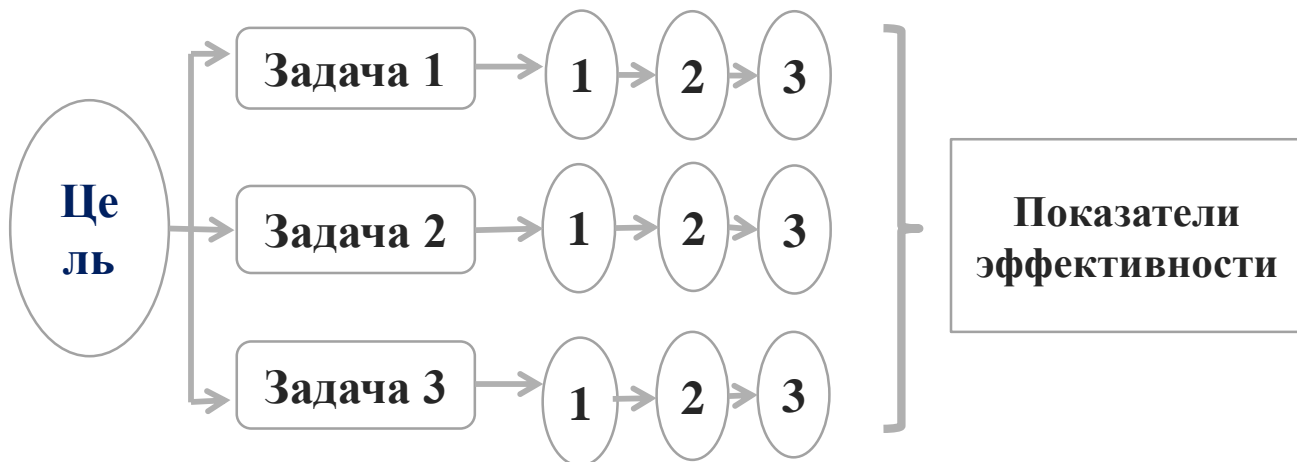 Це
ль
Задача 1
1
2
3
Задача 2
1
2
3
Задача 3
1
2
3
Показатели
эффективности